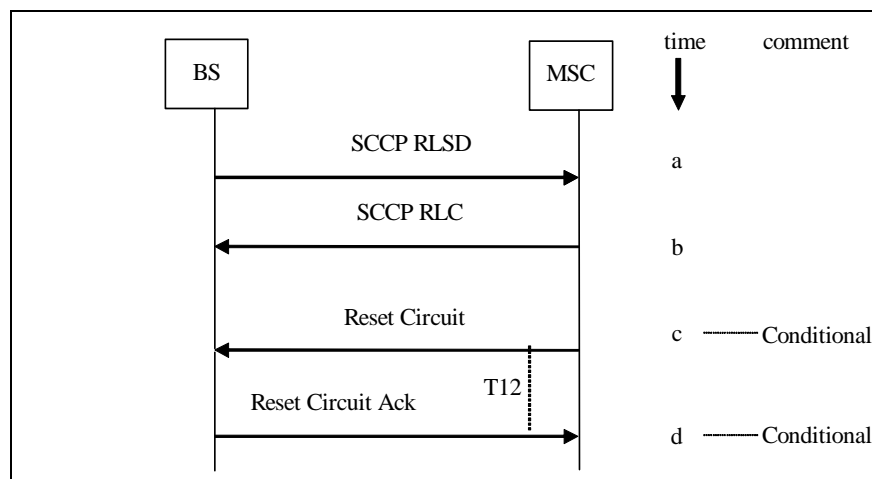 time comment
BS MSC
SCCP RLSD
a
SCCP RLC
b
Reset Circuit
c Conditional
T12
Reset Circuit Ack
d Conditional